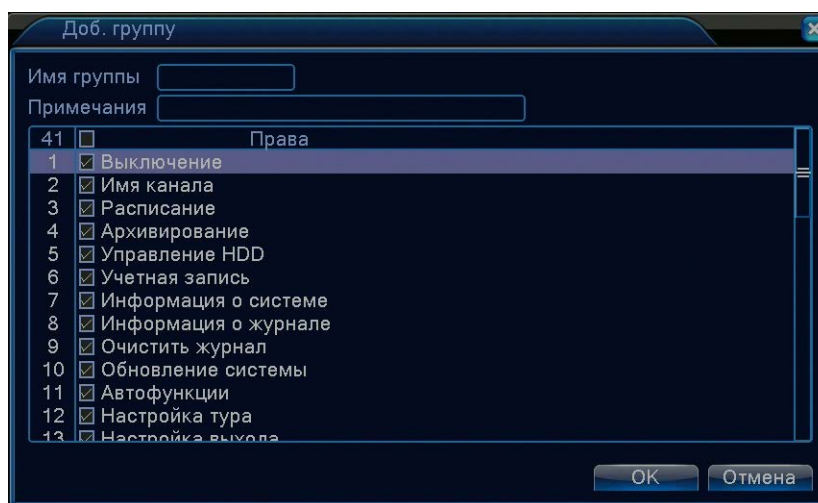 Доб. группу
Имя группы
Примечания
41 Права
1 Выключение
2 Имя канала
3 Расписание
4 Архивирование
5 Управление HDD
6 Учетная запись
7 Информация о системе
8 Информация о журнале
9 Очистить журнал
10 Обновление системы
11 Автофункции
12 Настройка тура
13 Настройка выхода
OK Отмена